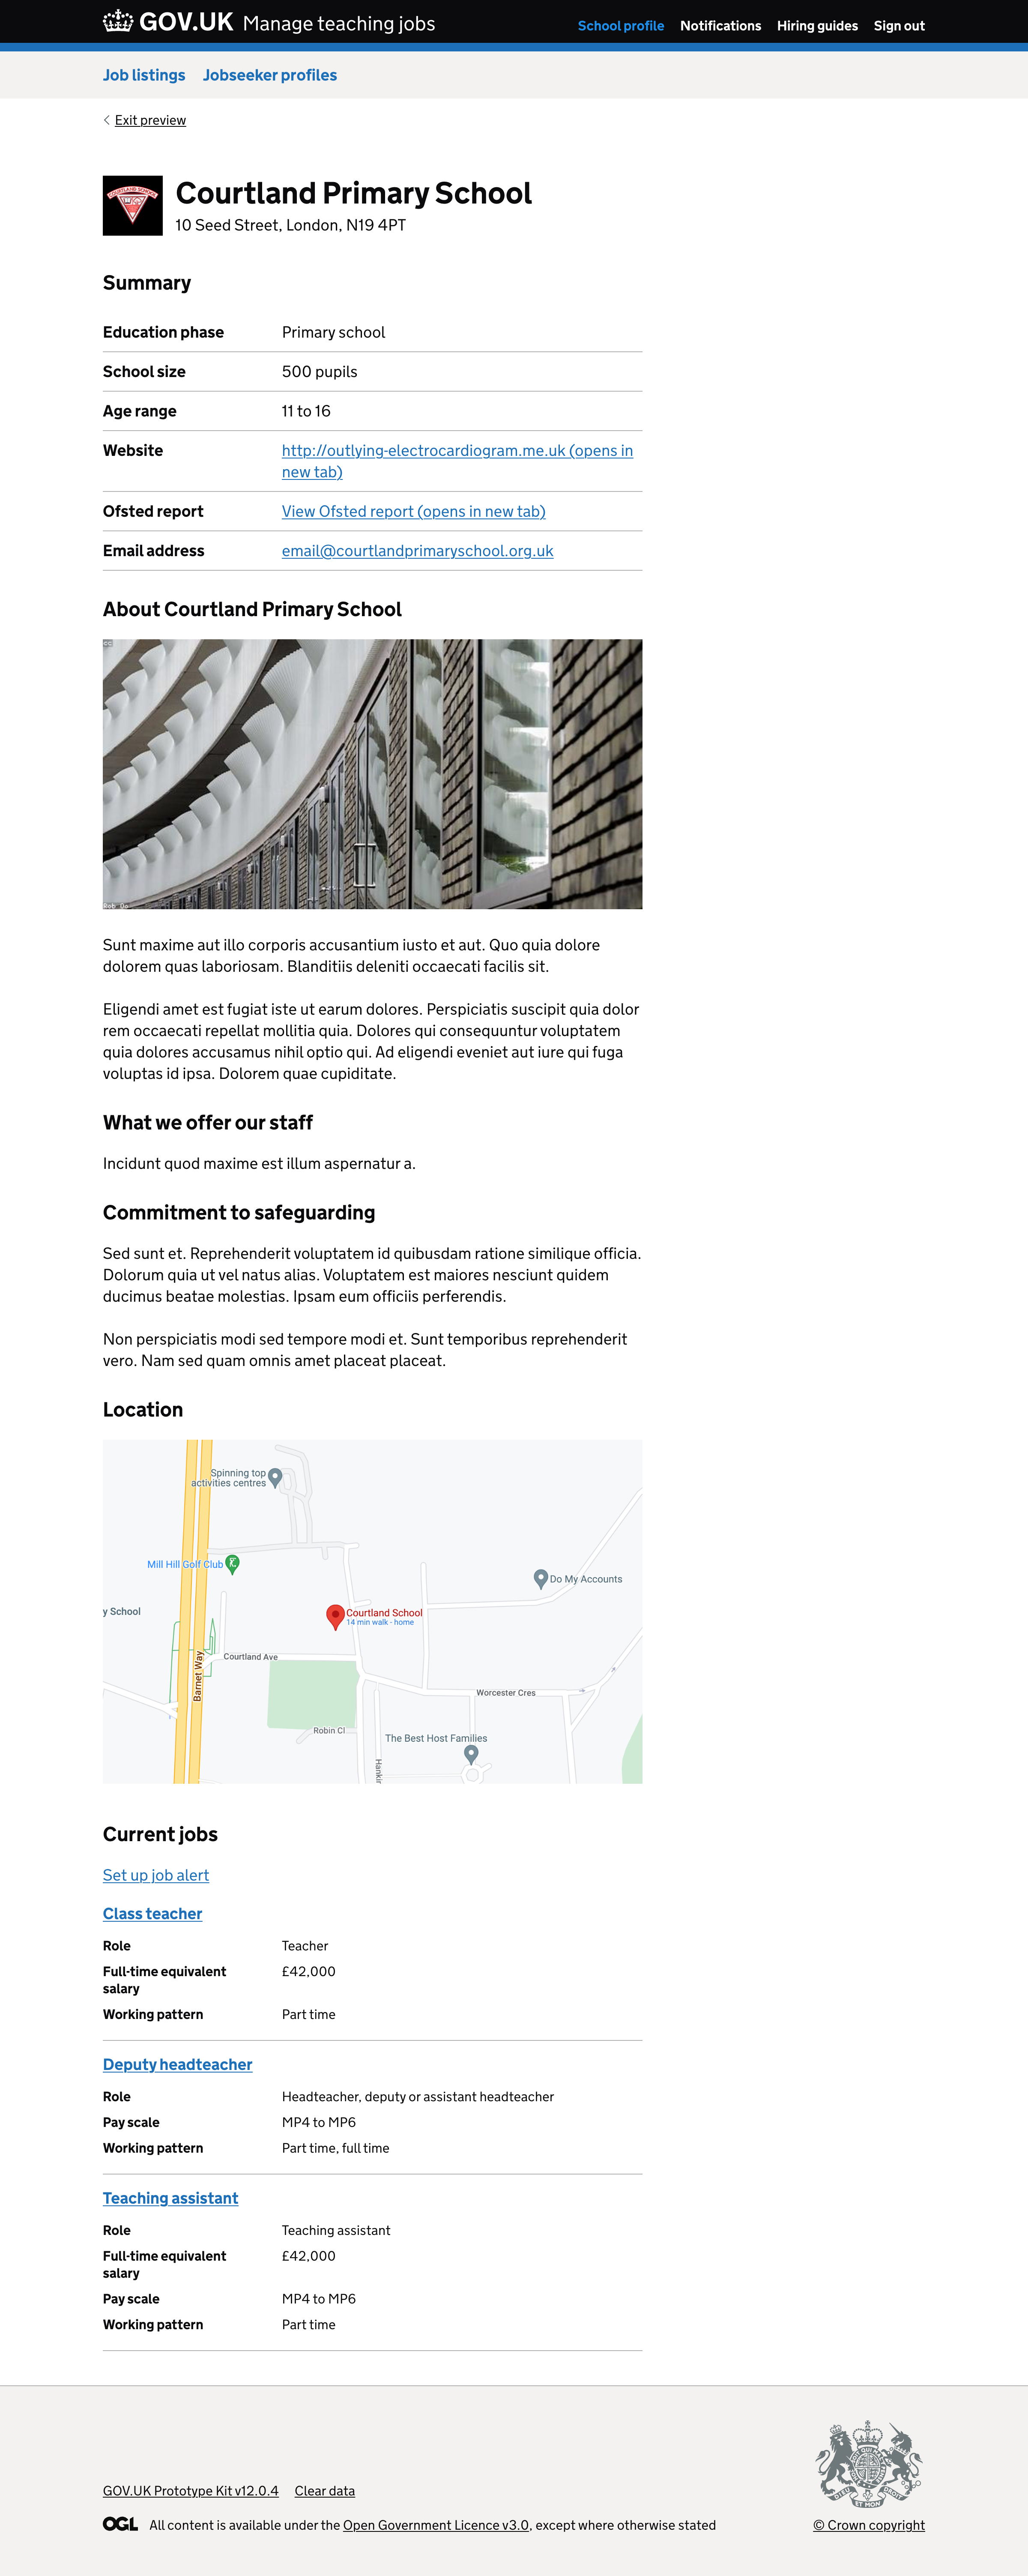 GOV.UK Manage teaching jobs
School profile Notifications Hiring guides Sign out
Job listings Jobseeker profiles
Exit preview
COURTLAND SCHOOL
Courtland Primary School
10 Seed Street, London, N19 4PT
Summary
Education phase Primary school
School size 500 pupils
Age range 11 to 16
Website http://outlying-electrocardiogram.me.uk (opens in
new tab)
Ofsted report View Ofsted report (opens in new tab)
Email address email@courtlandprimaryschool.org.uk
About Courtland Primary School
Sunt maxime aut illo corporis accusantium iusto et aut. Quo quia dolore
dolorem quas laboriosam. Blanditiis deleniti occaecati facilis sit.
Eligendi amet est fugiat iste ut earum dolores. Perspiciatis suscipit quia dolor
rem occaecati repellat mollitia quia. Dolores qui consequuntur voluptatem
quia dolores accusamus nihil optio qui. Ad eligendi eveniet aut iure qui fuga
voluptas id ipsa. Dolorem quae cupiditate.
What we offer our staff
Incidunt quod maxime est illum aspernatur a.
Commitment to safeguarding
Sed sunt et. Reprehenderit voluptatem id quibusdam ratione similique officia.
Dolorum quia ut vel natus alias. Voluptatem est maiores nesciunt quidem
ducimus beatae molestias. Ipsam eum officiis perferendis.
Non perspiciatis modi sed tempore modi et. Sunt temporibus reprehenderit
vero. Nam sed quam omnis amet placeat placeat.
Location
Spinning top
activities centres
Mill Hill Golf Club
Do My Accounts
y School
Courtland School
14 min walk - home
Courtland Ave
Barnet Way
Worcester Cres
Robin Cl
The Best Host Families
Hankin
Current jobs
Set up job alert
Class teacher
Role Teacher
Full-time equivalent £42,000
salary
Working pattern Part time
Deputy headteacher
Role Headteacher, deputy or assistant headteacher
Pay scale MP4 to MP6
Working pattern Part time, full time
Teaching assistant
Role Teaching assistant
Full-time equivalent £42,000
salary
Pay scale MP4 to MP6
Working pattern Part time
GOV.UK Prototype Kit v12.0.4 Clear data
OGL All content is available under the Open Government Licence v3.0, except where otherwise stated
DIEU ET MON DROIT
© Crown copyright